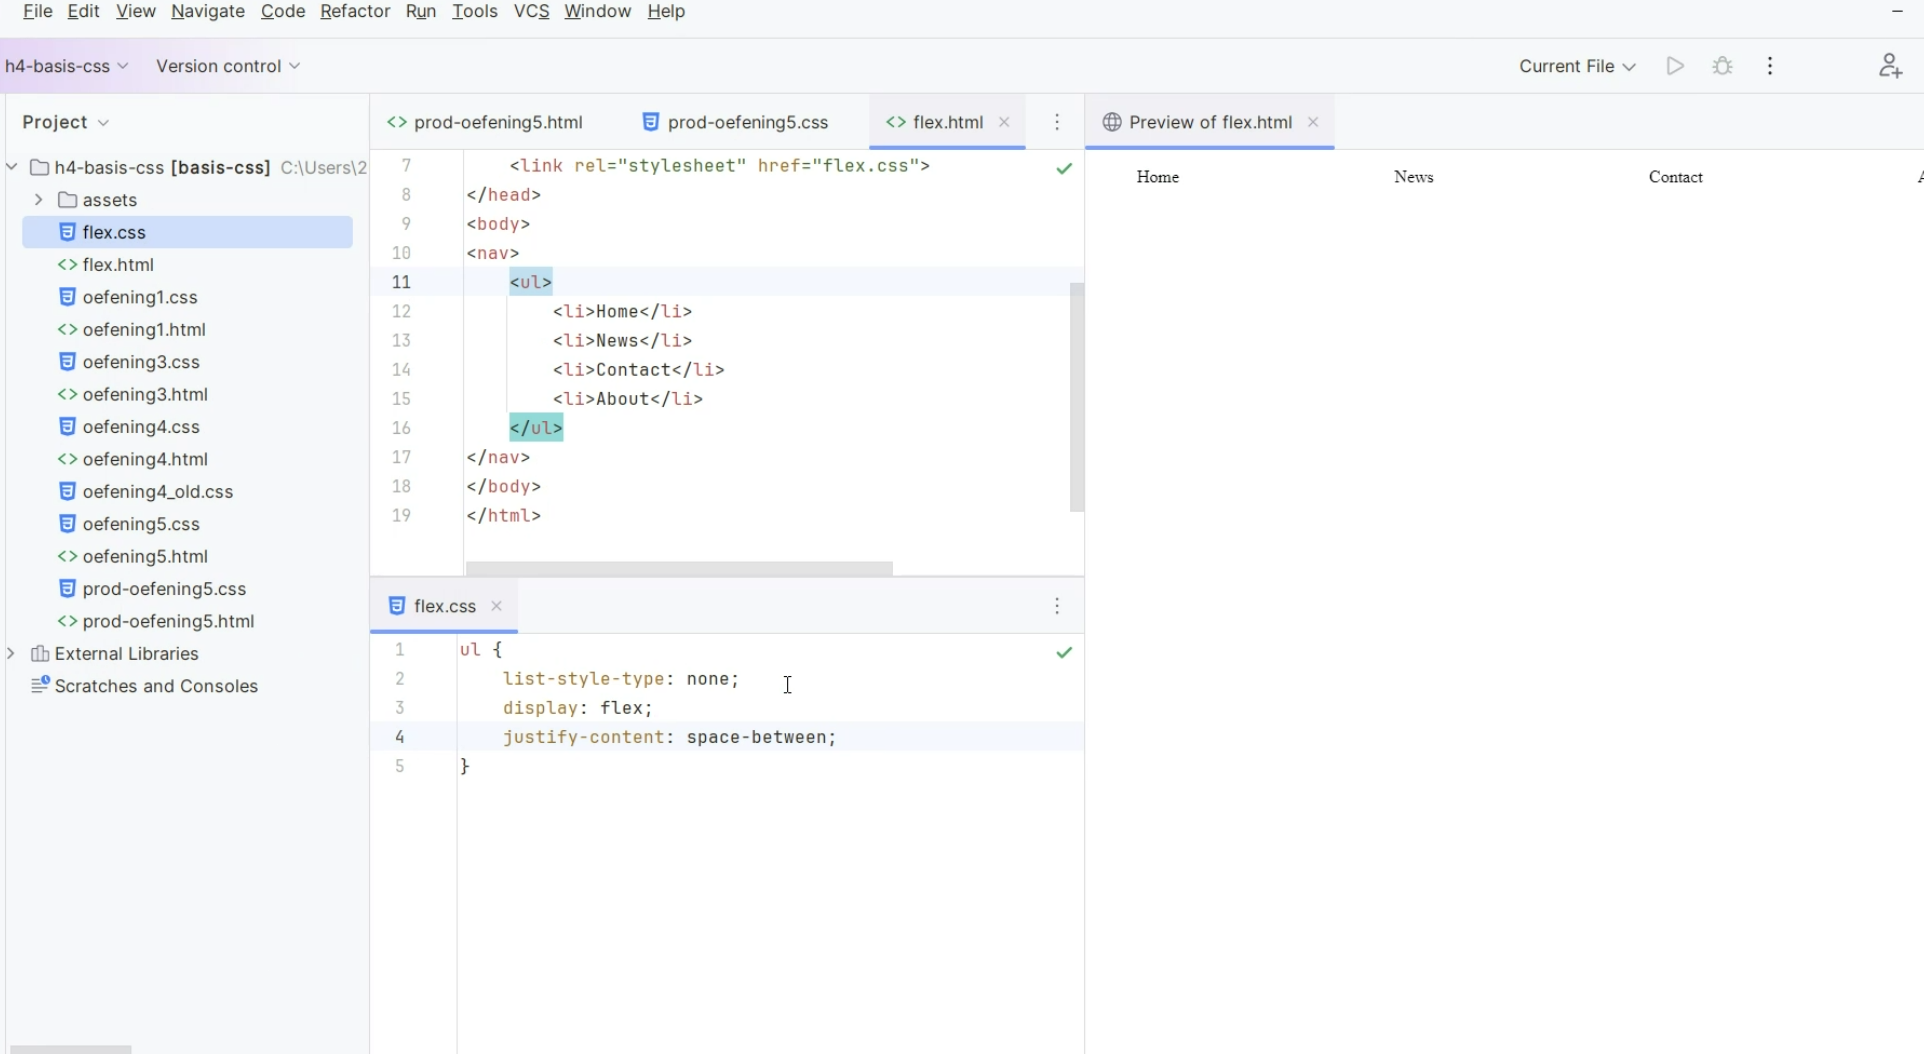 File Edit View Navigate Code Refactor Run Tools VCS Window Help
h4-basis-css Version control Current File
Project
h4-basis-css [basis-css] C:\Users\2
assets
flex.css
flex.html
oefening1.css
oefening1.html
oefening3.css
oefening3.html
oefening4.css
oefening4.html
oefening4_old.css
oefening5.css
oefening5.html
prod-oefening5.css
prod-oefening5.html
External Libraries
Scratches and Consoles
prod-oefening5.html prod-oefening5.css flex.html
7 <link rel="stylesheet" href="flex.css">
8 </head>
9 <body>
10 <nav>
11 <ul>
12 <li>Home</li>
13 <li>News</li>
14 <li>Contact</li>
15 <li>About</li>
16 </ul>
17 </nav>
18 </body>
19 </html>
flex.css
1 ul {
2 list-style-type: none;
3 display: flex;
4 justify-content: space-between;
5 }
Preview of flex.html
Home News Contact